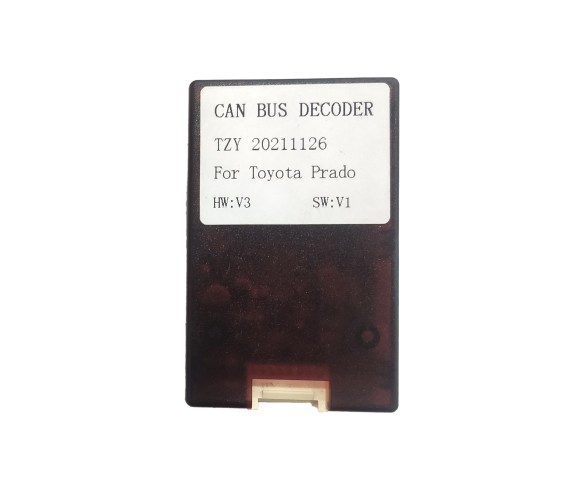 CAN BUS DECODER
TZY 20211126
For Toyota Prado
HW:V3 SW:V1